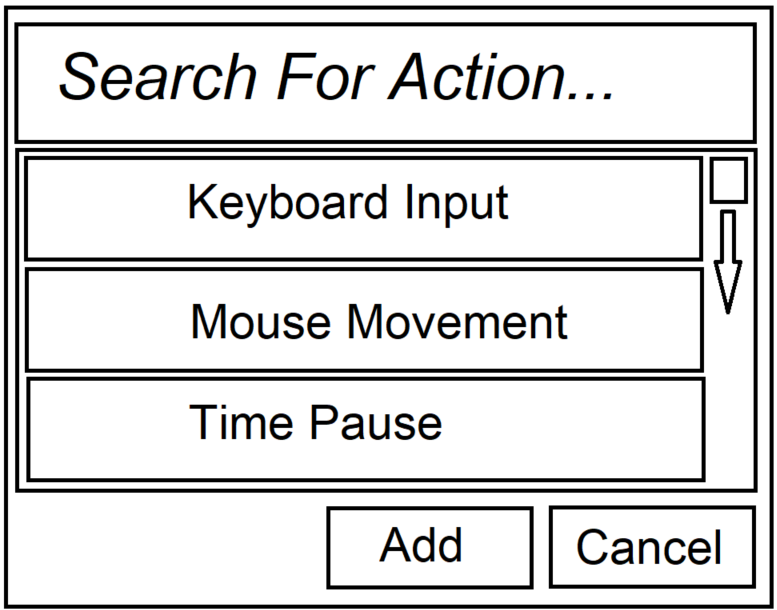 Search For Action...
Keyboard Input
Mouse Movement
Time Pause
Add
Cancel